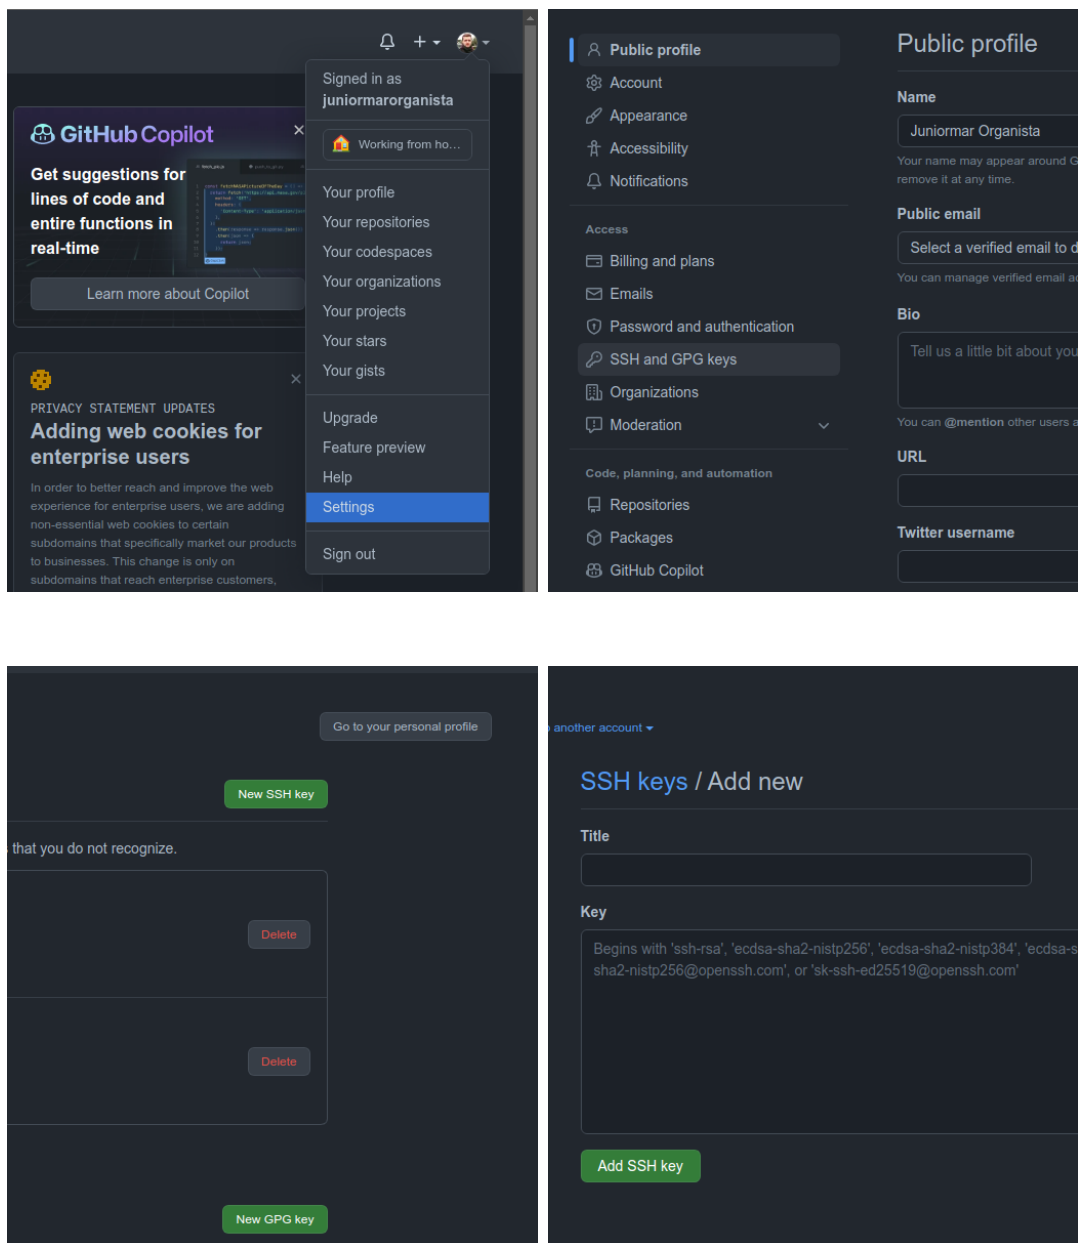 Signed in as
juniormarorganista
GitHub Copilot
Working from ho...
Get suggestions for
lines of code and
entire functions in
real-time
Learn more about Copilot
Your profile
Your repositories
Your codespaces
Your organizations
Your projects
Your stars
Your gists
Upgrade
Feature preview
Help
Settings
Sign out
PRIVACY STATEMENT UPDATES
Adding web cookies for
enterprise users
In order to better reach and improve the web
experience for enterprise users, we are adding
non-essential web cookies to certain
subdomains that specifically market our products
to businesses. This change is only on
subdomains that reach enterprise customers,
Public profile
Account
Appearance
Accessibility
Notifications
Access
Billing and plans
Emails
Password and authentication
SSH and GPG keys
Organizations
Moderation
Code, planning, and automation
Repositories
Packages
GitHub Copilot
Public profile
Name
Juniormar Organista
Your name may appear around G
remove it at any time.
Public email
Select a verified email to d
You can manage verified email a
Bio
Tell us a little bit about you
You can @mention other users a
URL
Twitter username
Go to your personal profile
New SSH key
that you do not recognize.
Delete
Delete
New GPG key
another account
SSH keys / Add new
Title
Key
Begins with 'ssh-rsa', 'ecdsa-sha2-nistp256', 'ecdsa-sha2-nistp384', 'ecdsa-s
sha2-nistp256@openssh.com', or 'sk-ssh-ed25519@openssh.com'
Add SSH key